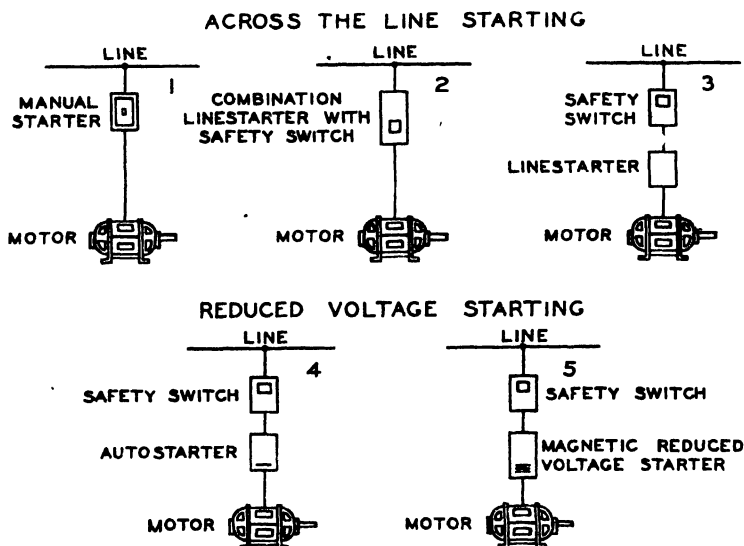 ACROSS THE LINE STARTING
LINE
1
MANUAL
STARTER
MOTOR
LINE
2
COMBINATION
LINESTARTER WITH
SAFETY SWITCH
MOTOR
LINE
3
SAFETY
SWITCH
LINESTARTER
MOTOR
REDUCED VOLTAGE STARTING
LINE
4
SAFETY SWITCH
AUTOSTARTER
MOTOR
LINE
5
SAFETY SWITCH
MAGNETIC REDUCED
VOLTAGE STARTER
MOTOR